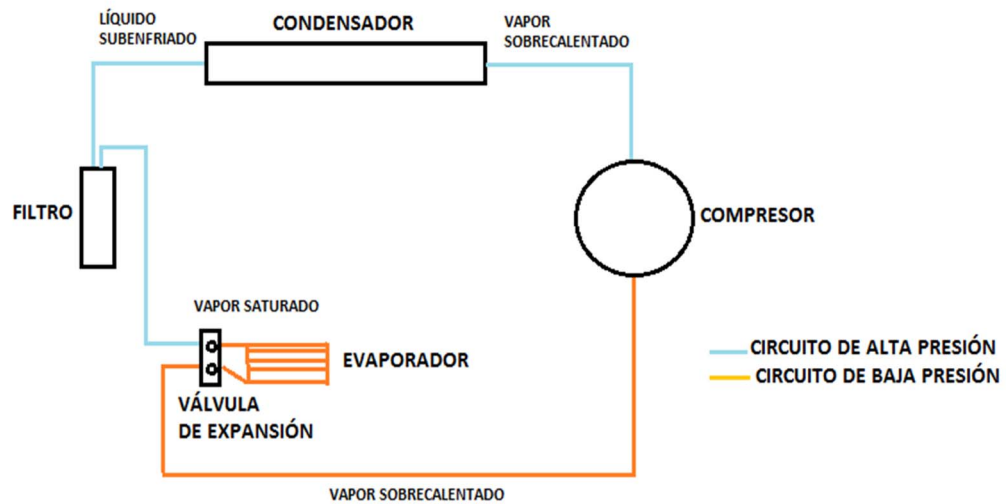 LÍQUIDO
SUBENFRIADO
CONDENSADOR
VAPOR
SOBRECALENTADO
FILTRO
COMPRESOR
VAPOR SATURADO
EVAPORADOR
VÁLVULA
DE EXPANSIÓN
CIRCUITO DE ALTA PRESIÓN
CIRCUITO DE BAJA PRESIÓN
VAPOR SOBRECALENTADO